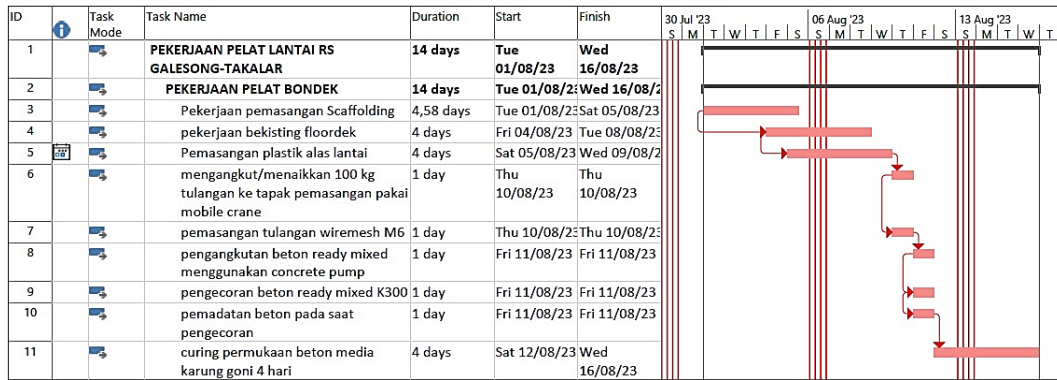 ID Task Mode Task Name Duration Start Finish 30 Jul '23 06 Aug '23 13 Aug '23
S M T W T F S S M T W T F S S M T W T
1 PEKERJAAN PELAT LANTAI RS GALESONG-TAKALAR 14 days Tue 01/08/23 Wed 16/08/23
2 PEKERJAAN PELAT BONDEK 14 days Tue 01/08/23 Wed 16/08/2
3 Pekerjaan pemasangan Scaffolding 4,58 days Tue 01/08/23 Sat 05/08/23
4 pekerjaan bekisting floordek 4 days Fri 04/08/23 Tue 08/08/23
5 Pemasangan plastik alas lantai 4 days Sat 05/08/23 Wed 09/08/2
6 mengangkut/menaikkan 100 kg tulangan ke tapak pemasangan pakai mobile crane 1 day Thu 10/08/23 Thu 10/08/23
7 pemasangan tulangan wiremesh M6 1 day Thu 10/08/23 Thu 10/08/23
8 pengangkutan beton ready mixed menggunakan concrete pump 1 day Fri 11/08/23 Fri 11/08/23
9 pengecoran beton ready mixed K300 1 day Fri 11/08/23 Fri 11/08/23
10 pemadatan beton pada saat pengecoran 1 day Fri 11/08/23 Fri 11/08/23
11 curing permukaan beton media karung goni 4 hari 4 days Sat 12/08/23 Wed 16/08/23